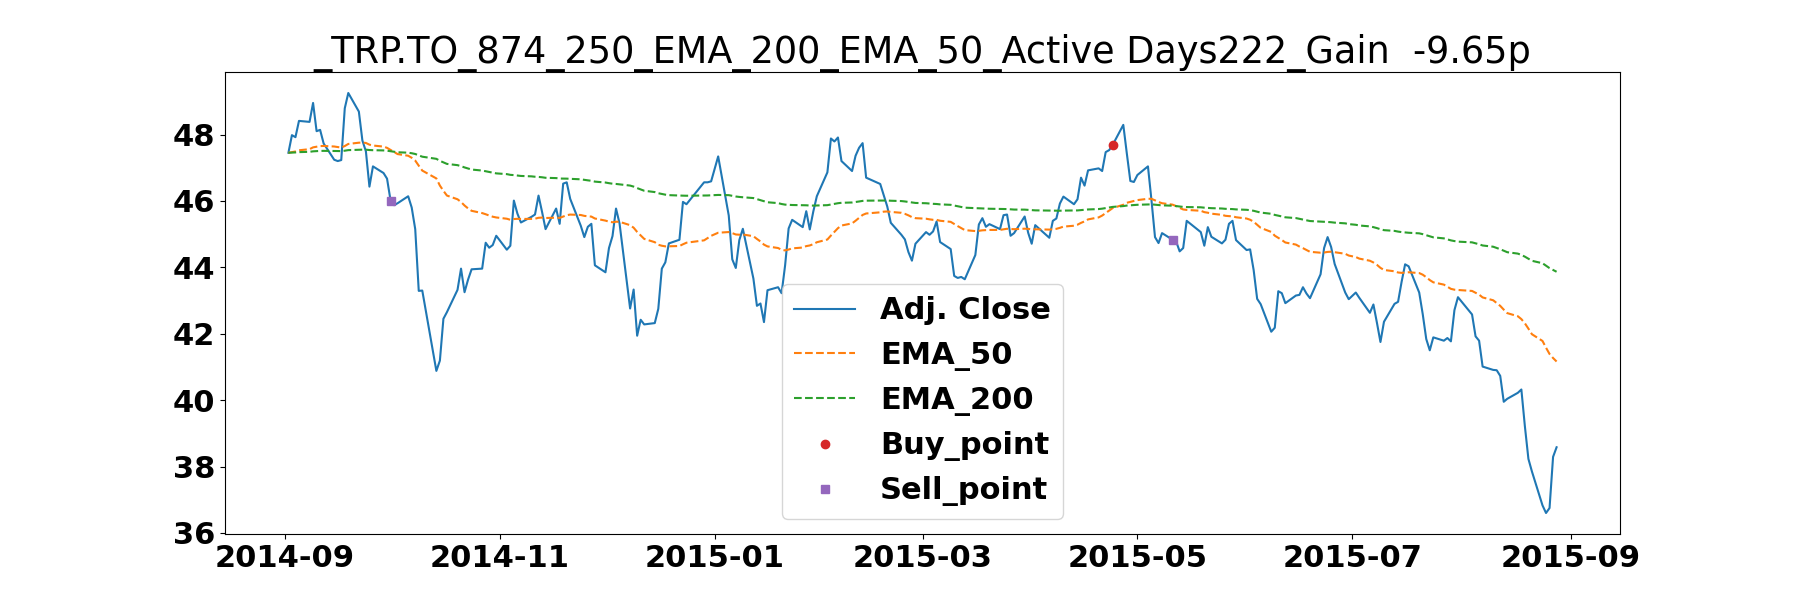 _TRP.TO_874_250_EMA_200_EMA_50_Active Days222_Gain  -9.65p
48
46
44
42
40
38
36
Adj. Close
EMA_50
EMA_200
Buy_point
Sell_point
2014-09 2014-11 2015-01 2015-03 2015-05 2015-07 2015-09